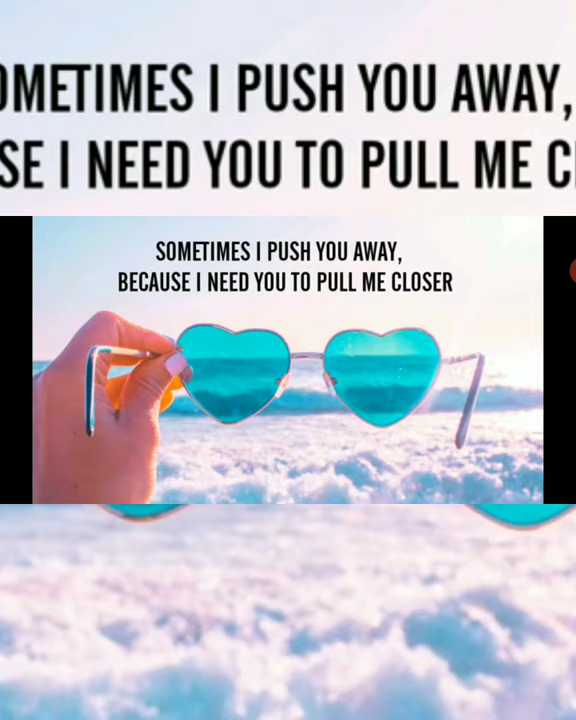 OMETIMES I PUSH YOU AWAY,
SE I NEED YOU TO PULL ME C
SOMETIMES I PUSH YOU AWAY,
BECAUSE I NEED YOU TO PULL ME CLOSER